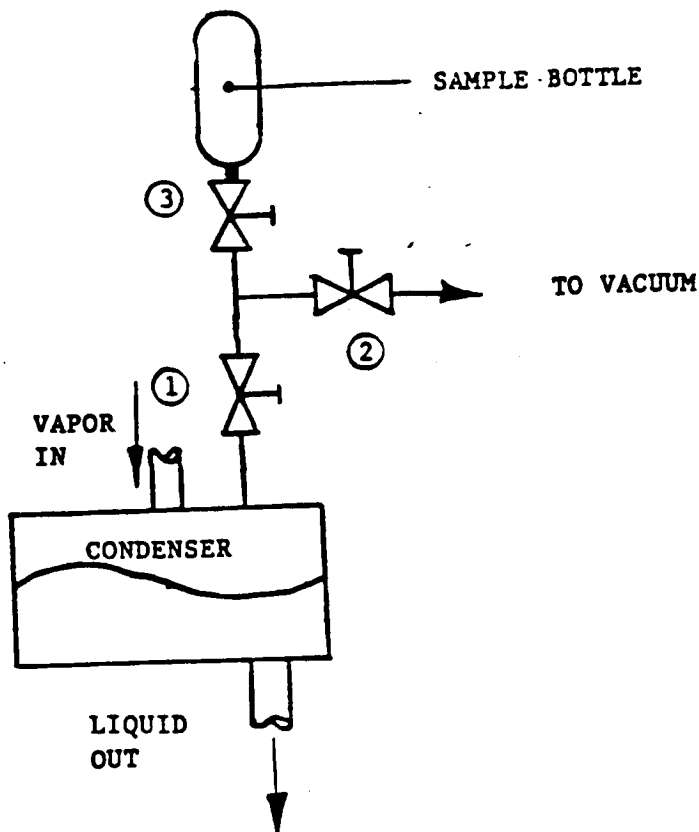 SAMPLE BOTTLE
③
TO VACUUM
②
①
VAPOR
IN
CONDENSER
LIQUID
OUT